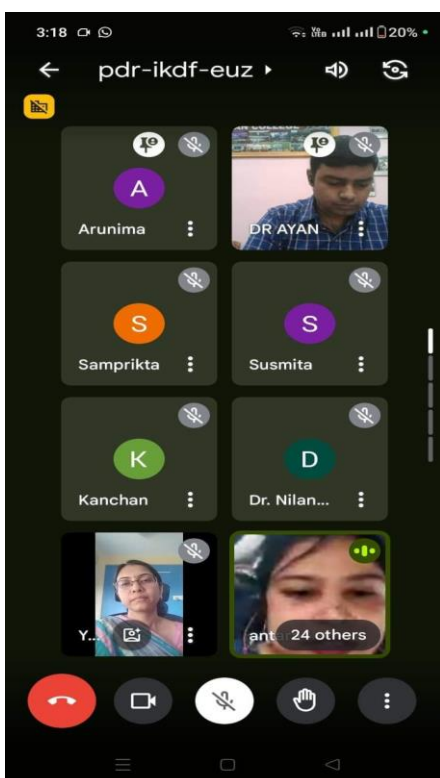 3:18 20%
pdr-ikdf-euz
A
Arunima
DR AYAN
S
Samprikta
S
Susmita
K
Kanchan
D
Dr. Nilan...
Y...
24 others